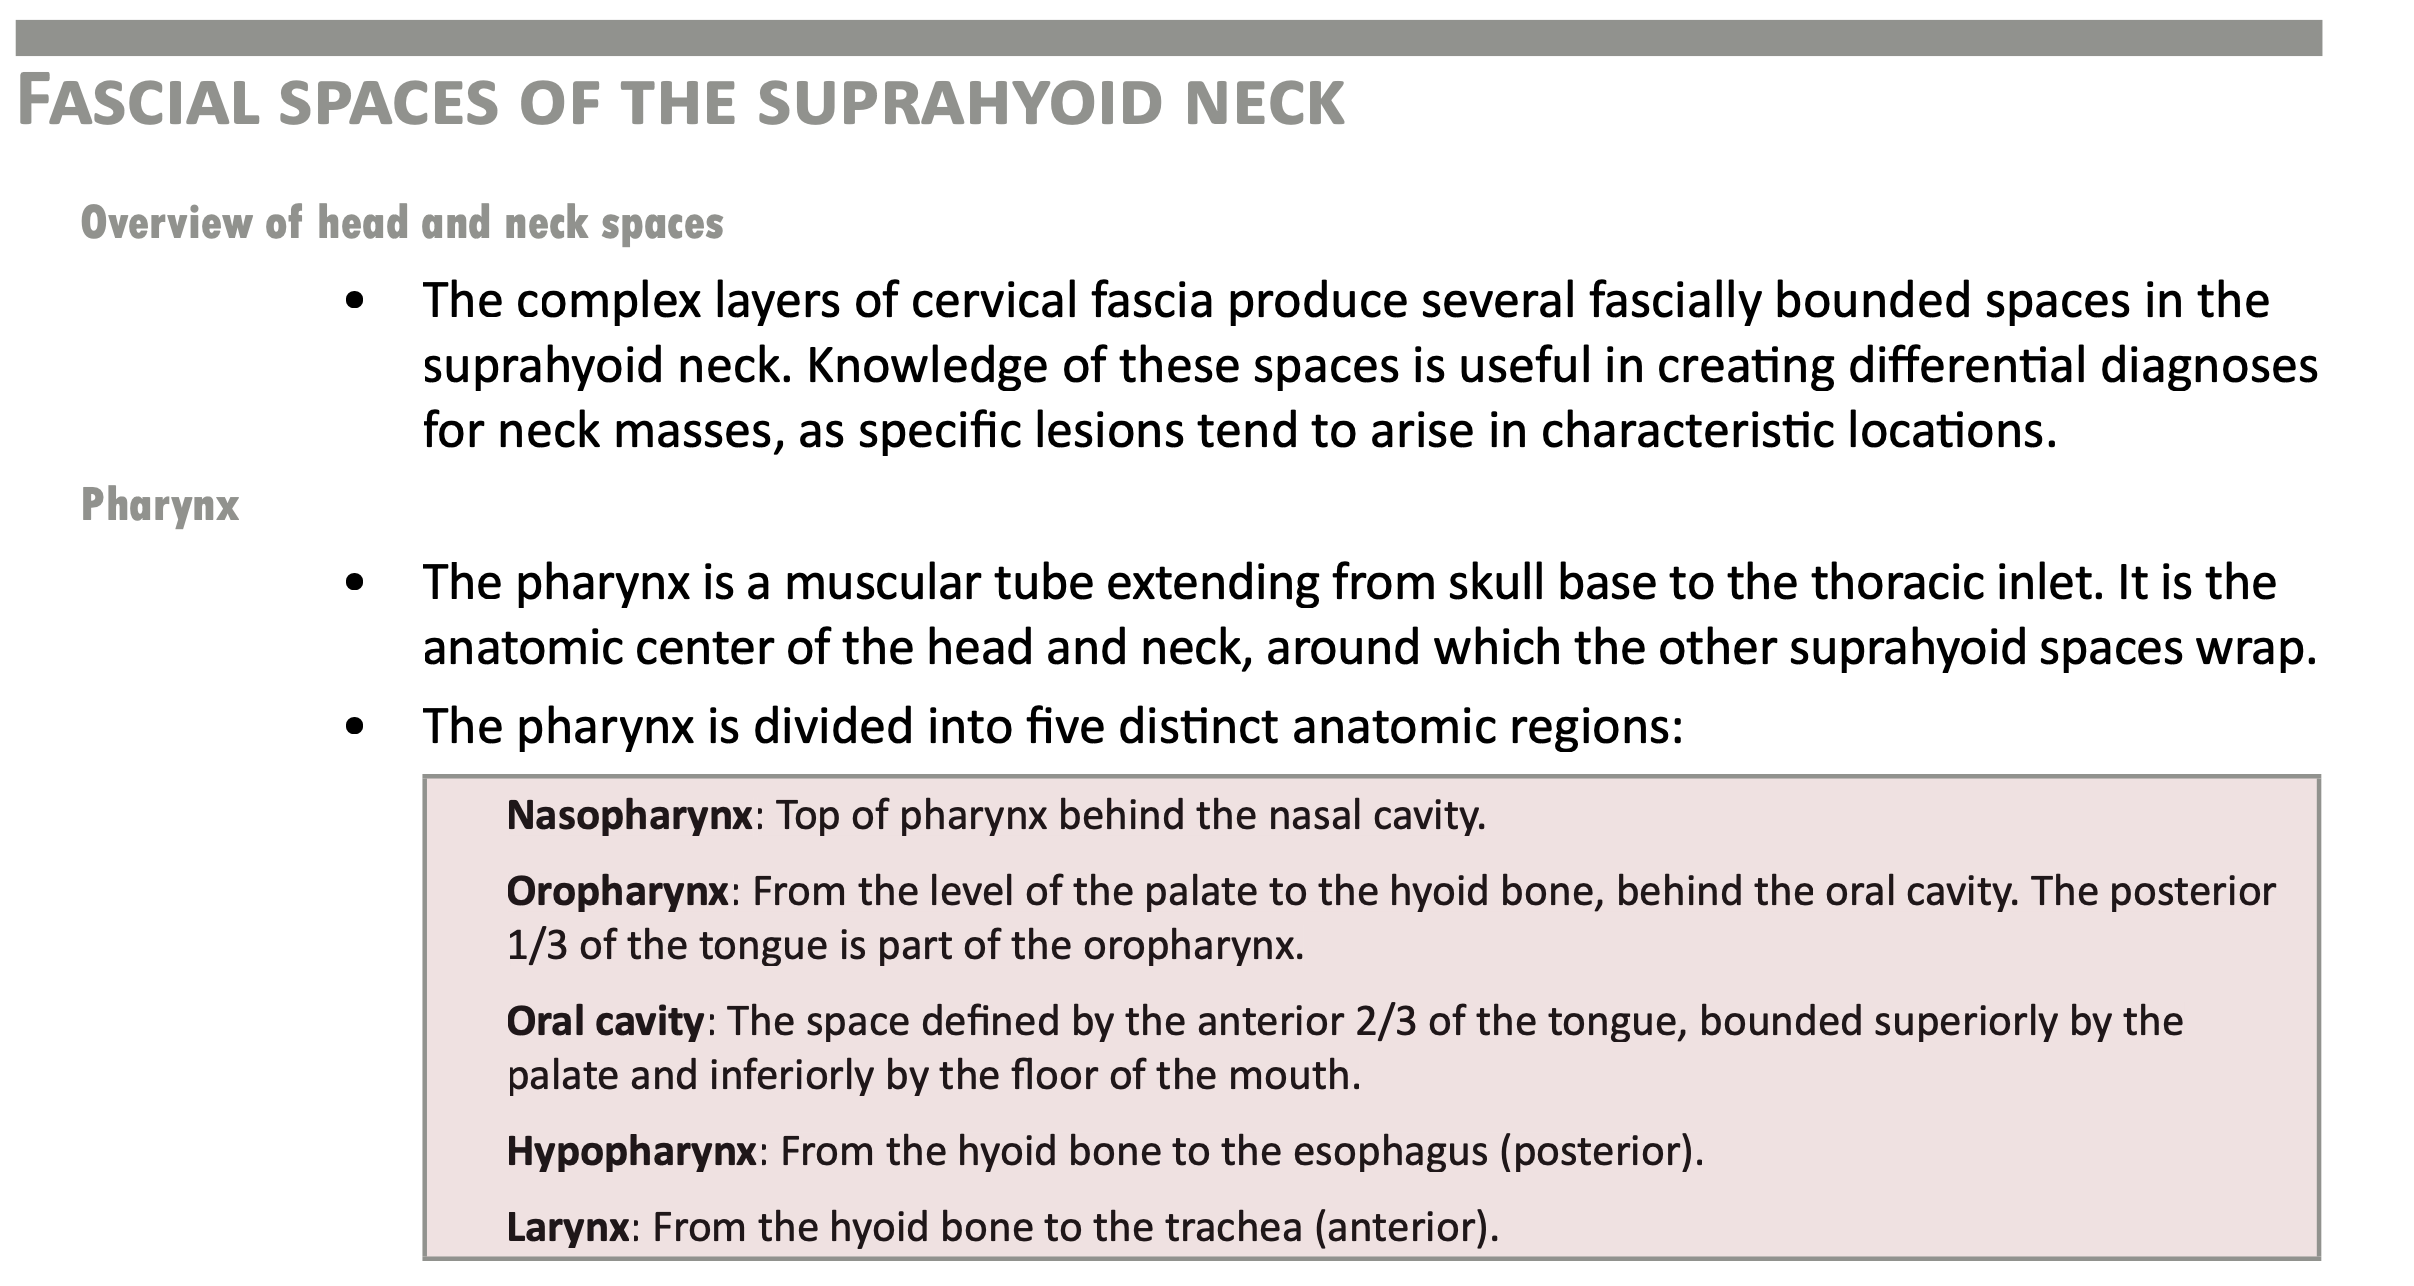 FASCIAL SPACES OF THE SUPRAHYOID NECK
Overview of head and neck spaces
• The complex layers of cervical fascia produce several fascially bounded spaces in the
suprahyoid neck. Knowledge of these spaces is useful in creating differential diagnoses
for neck masses, as specific lesions tend to arise in characteristic locations.
Pharynx
• The pharynx is a muscular tube extending from skull base to the thoracic inlet. It is the
anatomic center of the head and neck, around which the other suprahyoid spaces wrap.
• The pharynx is divided into five distinct anatomic regions:
Nasopharynx: Top of pharynx behind the nasal cavity.
Oropharynx: From the level of the palate to the hyoid bone, behind the oral cavity. The posterior
1/3 of the tongue is part of the oropharynx.
Oral cavity: The space defined by the anterior 2/3 of the tongue, bounded superiorly by the
palate and inferiorly by the floor of the mouth.
Hypopharynx: From the hyoid bone to the esophagus (posterior).
Larynx: From the hyoid bone to the trachea (anterior).